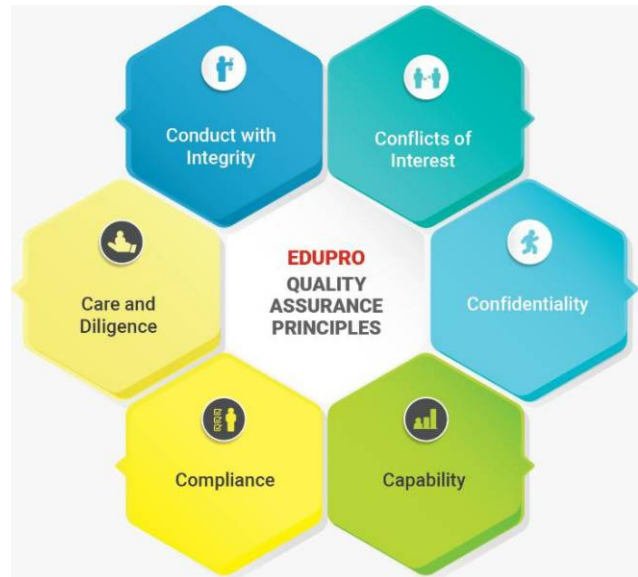 Conduct with
Integrity
Conflicts of
Interest
Care and
Diligence
EDUPRO
QUALITY
ASSURANCE
PRINCIPLES
Confidentiality
Compliance
Capability